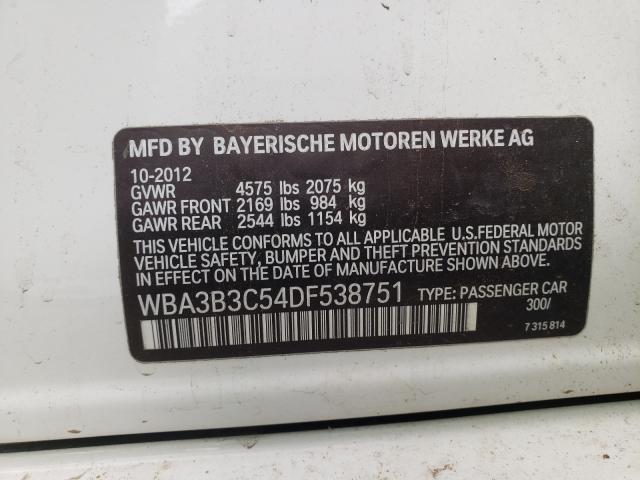 MFD BY BAYERISCHE MOTOREN WERKE AG
10-2012
GVWR 4575 lbs 2075 kg
GAWR FRONT 2169 lbs 984 kg
GAWR REAR 2544 lbs 1154 kg
THIS VEHICLE CONFORMS TO ALL APPLICABLE U.S.FEDERAL MOTOR
VEHICLE SAFETY, BUMPER AND THEFT PREVENTION STANDARDS
IN EFFECT ON THE DATE OF MANUFACTURE SHOWN ABOVE.
WBA3B3C54DF538751 TYPE: PASSENGER CAR
300/
7 315 814